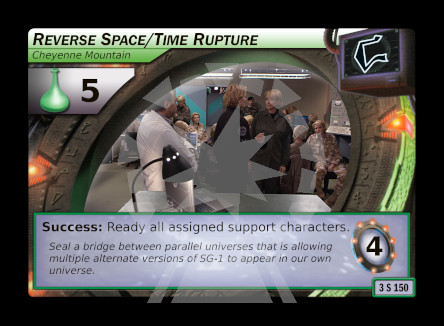 Reverse Space/Time Rupture
Cheyenne Mountain
5
Success: Ready all assigned support characters.
Seal a bridge between parallel universes that is allowing
multiple alternate versions of SG-1 to appear in our own
universe.
4
3 S 150